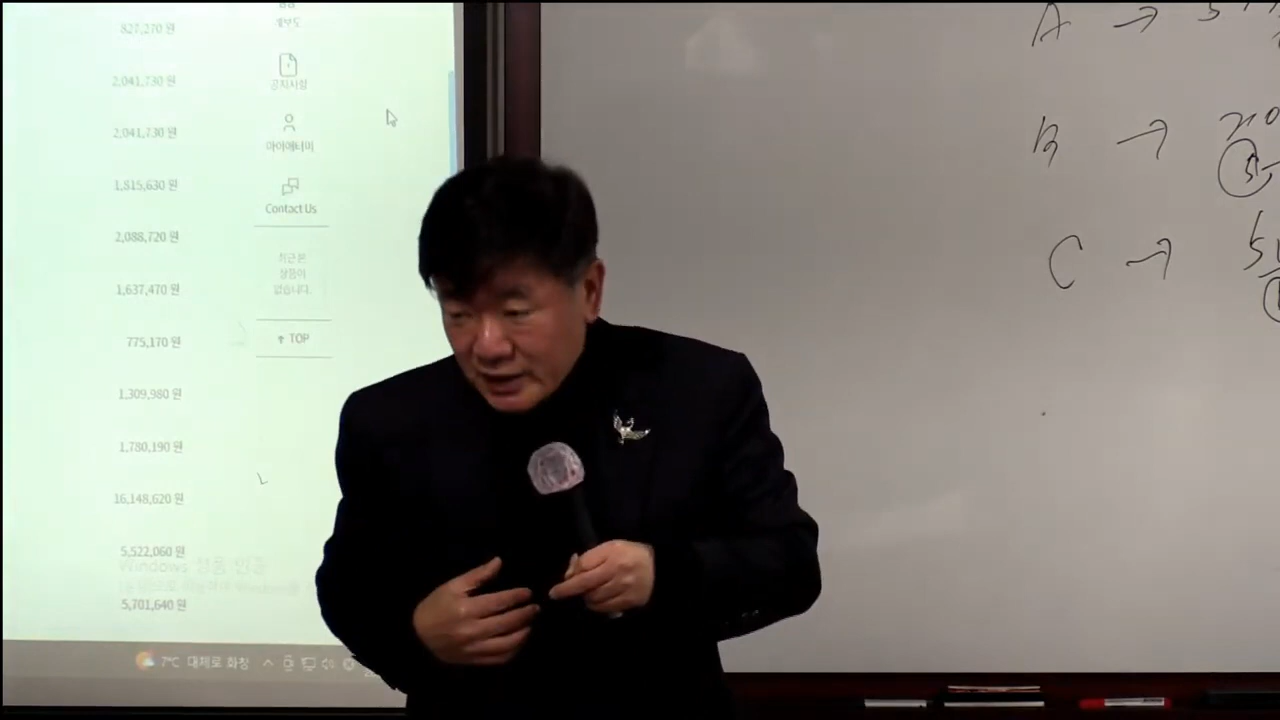 827,270 원
2,041,730 원
2,041,730 원
1,815,630 원
2,088,720 원
1,637,470 원
775,170 원
1,309,980 원
1,780,190 원
16,148,620 원
5,522,060 원
5,701,640 원
공지사항
마이애터미
Contact Us
최근 본
상품이
없습니다.
↑ TOP
Windows 정품 인증
7°C 대체로 화창
A →
B →
C →